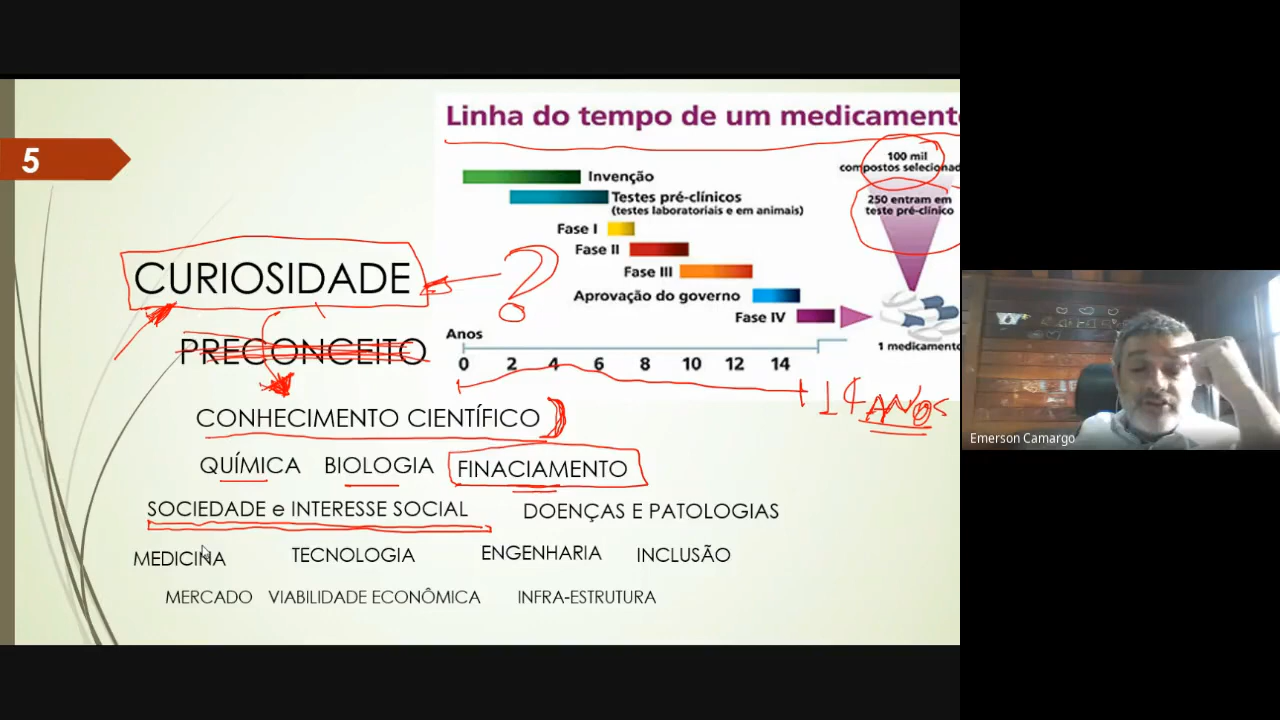 5
Linha do tempo de um medicamento
100 mil
compostos selecionad
250 entram em
teste pré-clínico
Invenção
Testes pré-clínicos
(testes laboratoriais e em animais)
Fase I
Fase II
Fase III
Aprovação do governo
Fase IV
1 medicamento
Anos
0 2 4 6 8 10 12 14
14 ANOS
?
CURIOSIDADE
PRECONCEITO
CONHECIMENTO CIENTÍFICO
QUÍMICA BIOLOGIA FINACIAMENTO
SOCIEDADE e INTERESSE SOCIAL DOENÇAS E PATOLOGIAS
MEDICINA TECNOLOGIA ENGENHARIA INCLUSÃO
MERCADO VIABILIDADE ECONÔMICA INFRA-ESTRUTURA
Emerson Camargo